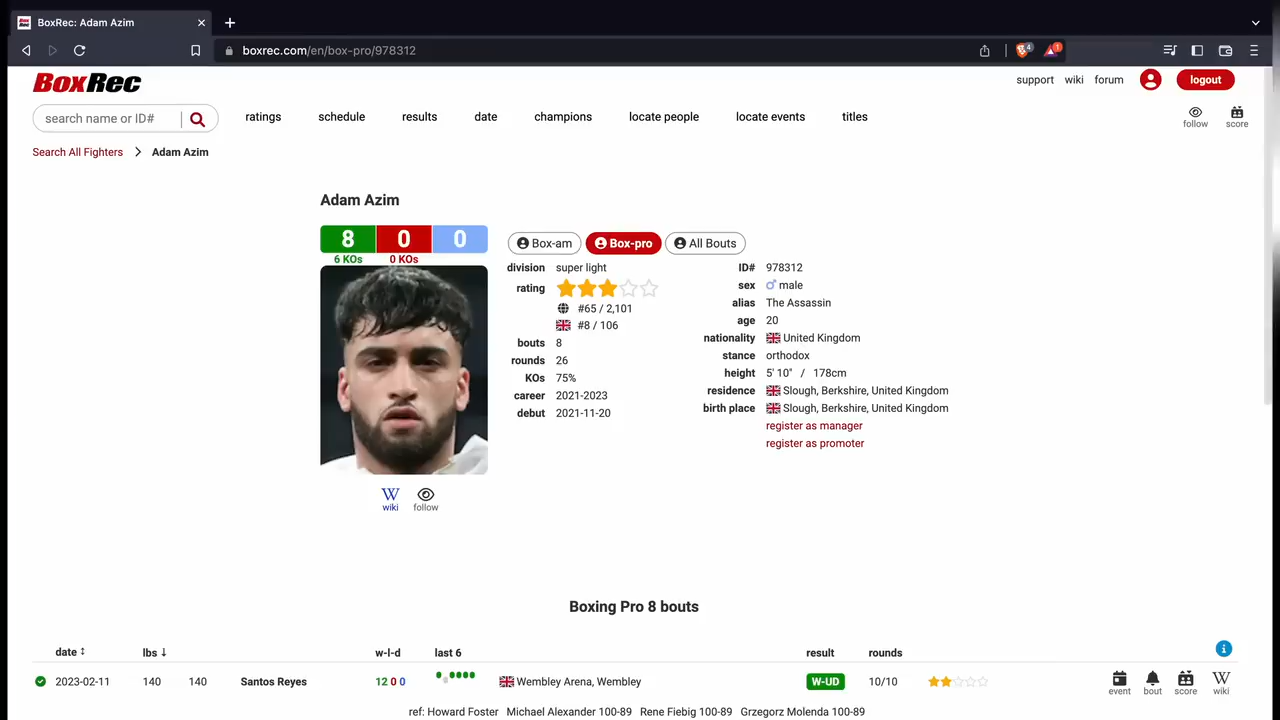 BoxRec: Adam Azim
boxrec.com/en/box-pro/978312
4
1
BoxRec
support wiki forum logout
search name or ID#
ratings schedule results date champions locate people locate events titles
follow score
Search All Fighters > Adam Azim
Adam Azim
8 0 0
6 KOs 0 KOs
Box-am Box-pro All Bouts
division super light
rating
#65 / 2,101
#8 / 106
bouts 8
rounds 26
KOs 75%
career 2021-2023
debut 2021-11-20
ID# 978312
sex ♂ male
alias The Assassin
age 20
nationality United Kingdom
stance orthodox
height 5' 10" / 178cm
residence Slough, Berkshire, United Kingdom
birth place Slough, Berkshire, United Kingdom
register as manager
register as promoter
W
wiki follow
Boxing Pro 8 bouts
date lbs w-l-d last 6 result rounds i
2023-02-11 140 140 Santos Reyes 12 0 0 Wembley Arena, Wembley W-UD 10/10 W
event bout score wiki
ref: Howard Foster Michael Alexander 100-89 Rene Fiebig 100-89 Grzegorz Molenda 100-89